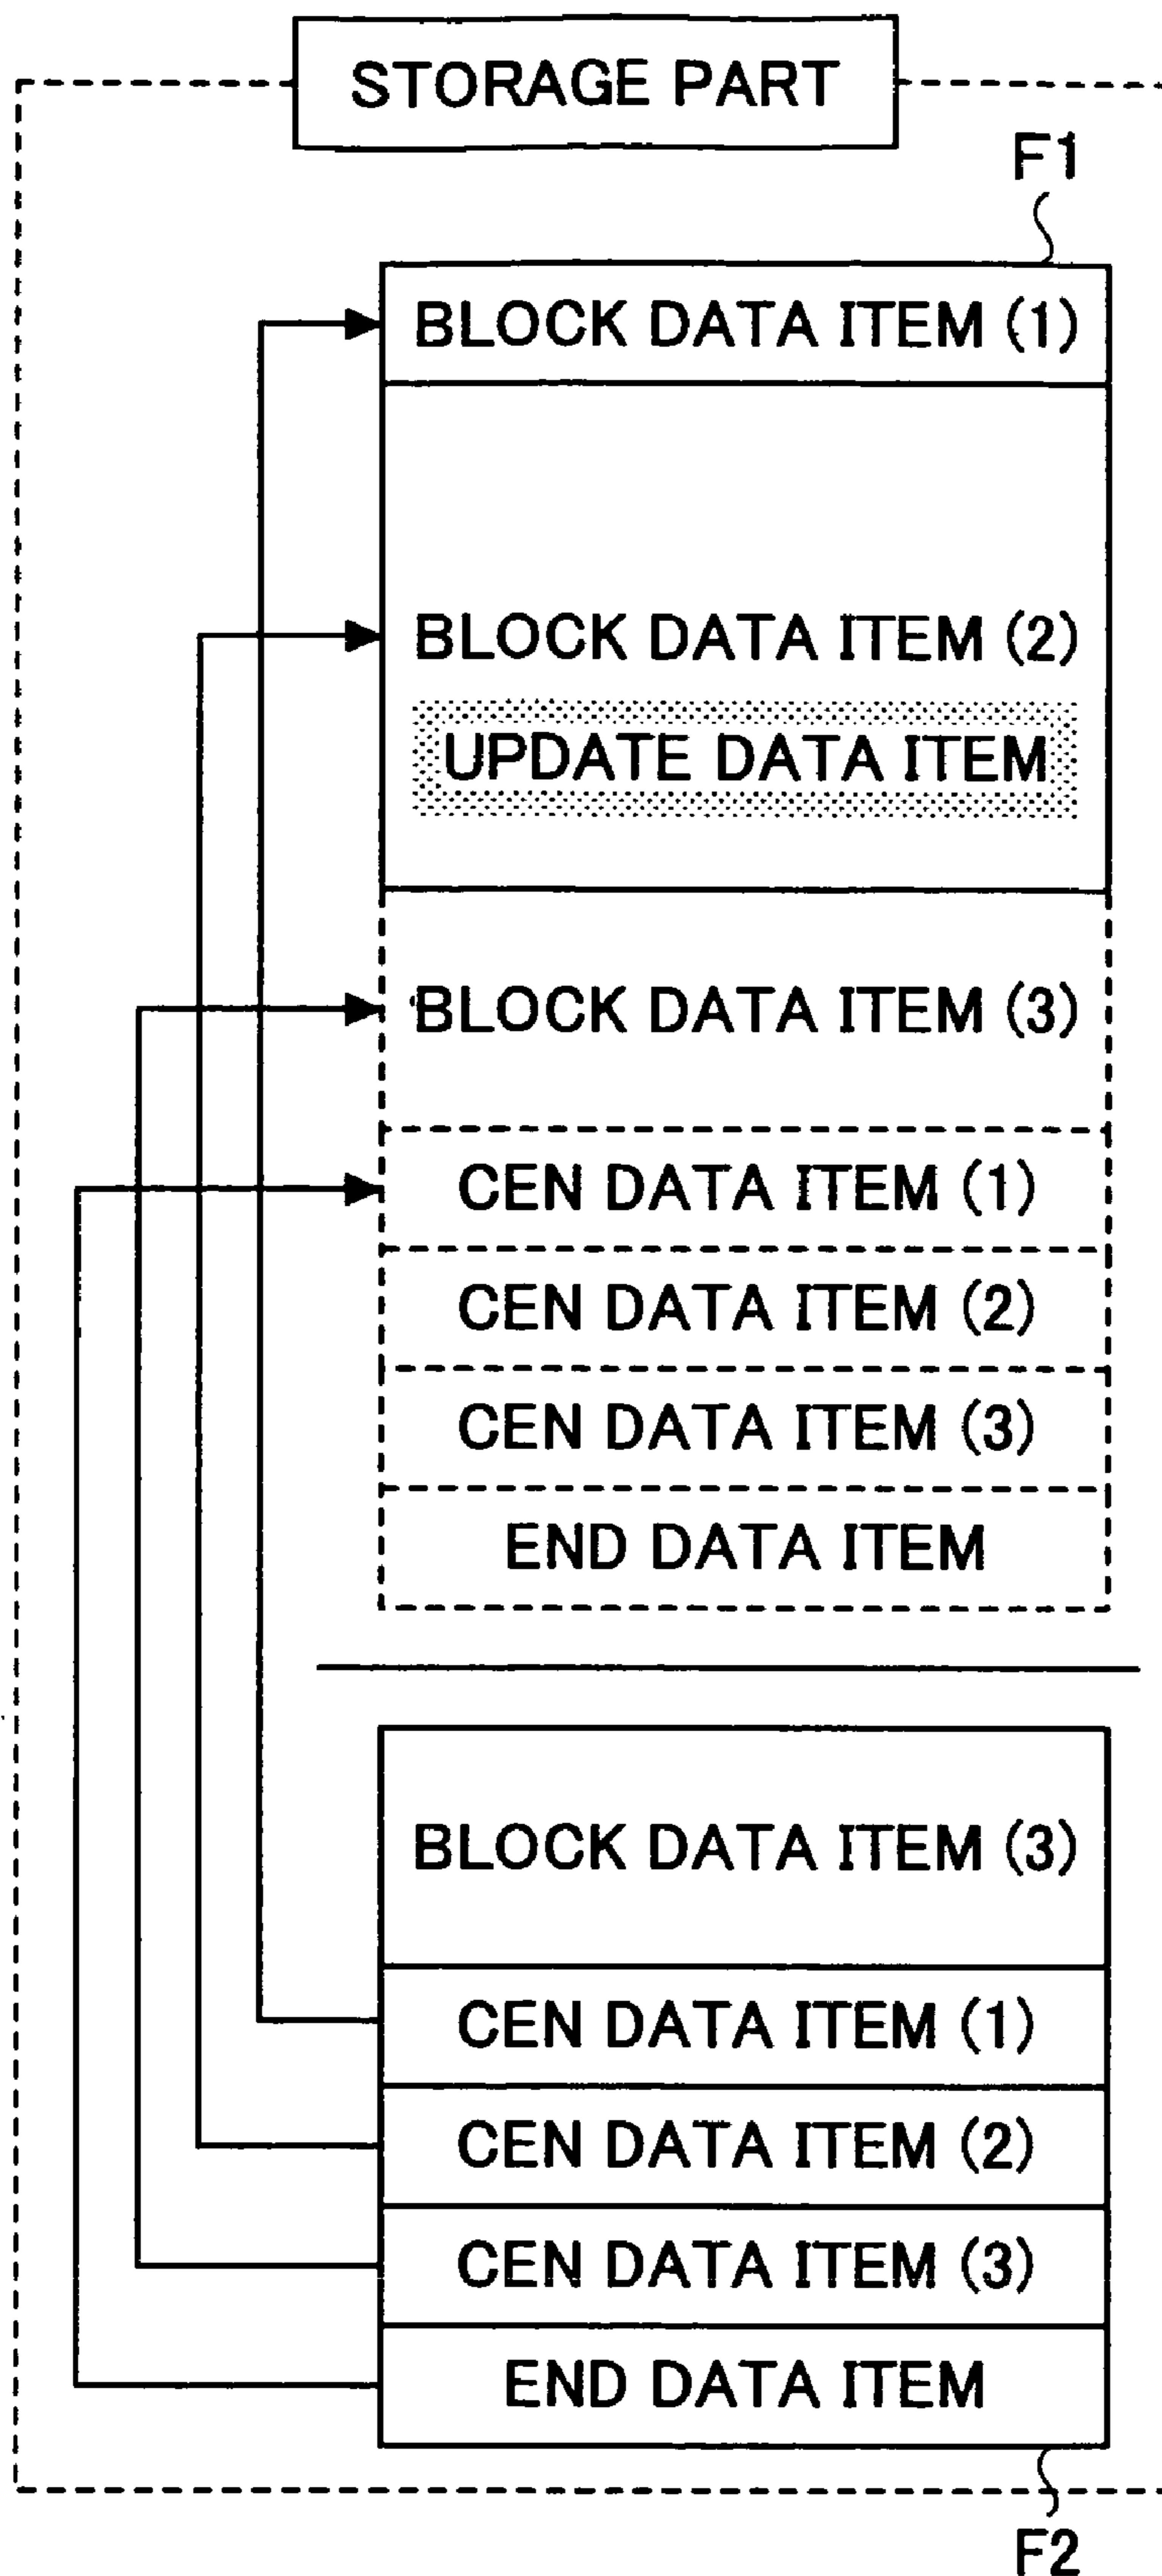 STORAGE PART
F1
BLOCK DATA ITEM (1)
BLOCK DATA ITEM (2)
UPDATE DATA ITEM
BLOCK DATA ITEM (3)
CEN DATA ITEM (1)
CEN DATA ITEM (2)
CEN DATA ITEM (3)
END DATA ITEM
BLOCK DATA ITEM (3)
CEN DATA ITEM (1)
CEN DATA ITEM (2)
CEN DATA ITEM (3)
END DATA ITEM
F2